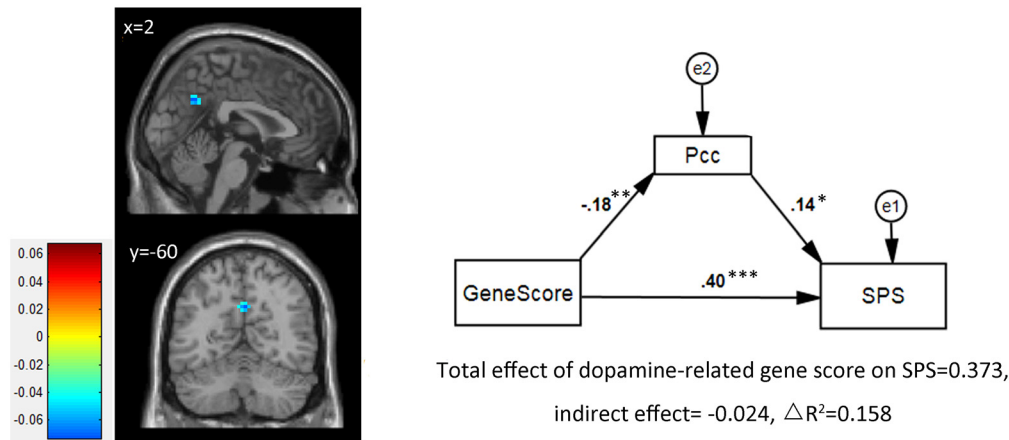 x=2
y=-60
0.06
0.04
0.02
0
-0.02
-0.04
-0.06
e2
Pcc
-.18**
.14*
e1
GeneScore
.40***
SPS
Total effect of dopamine-related gene score on SPS=0.373,
indirect effect= -0.024, △R²=0.158